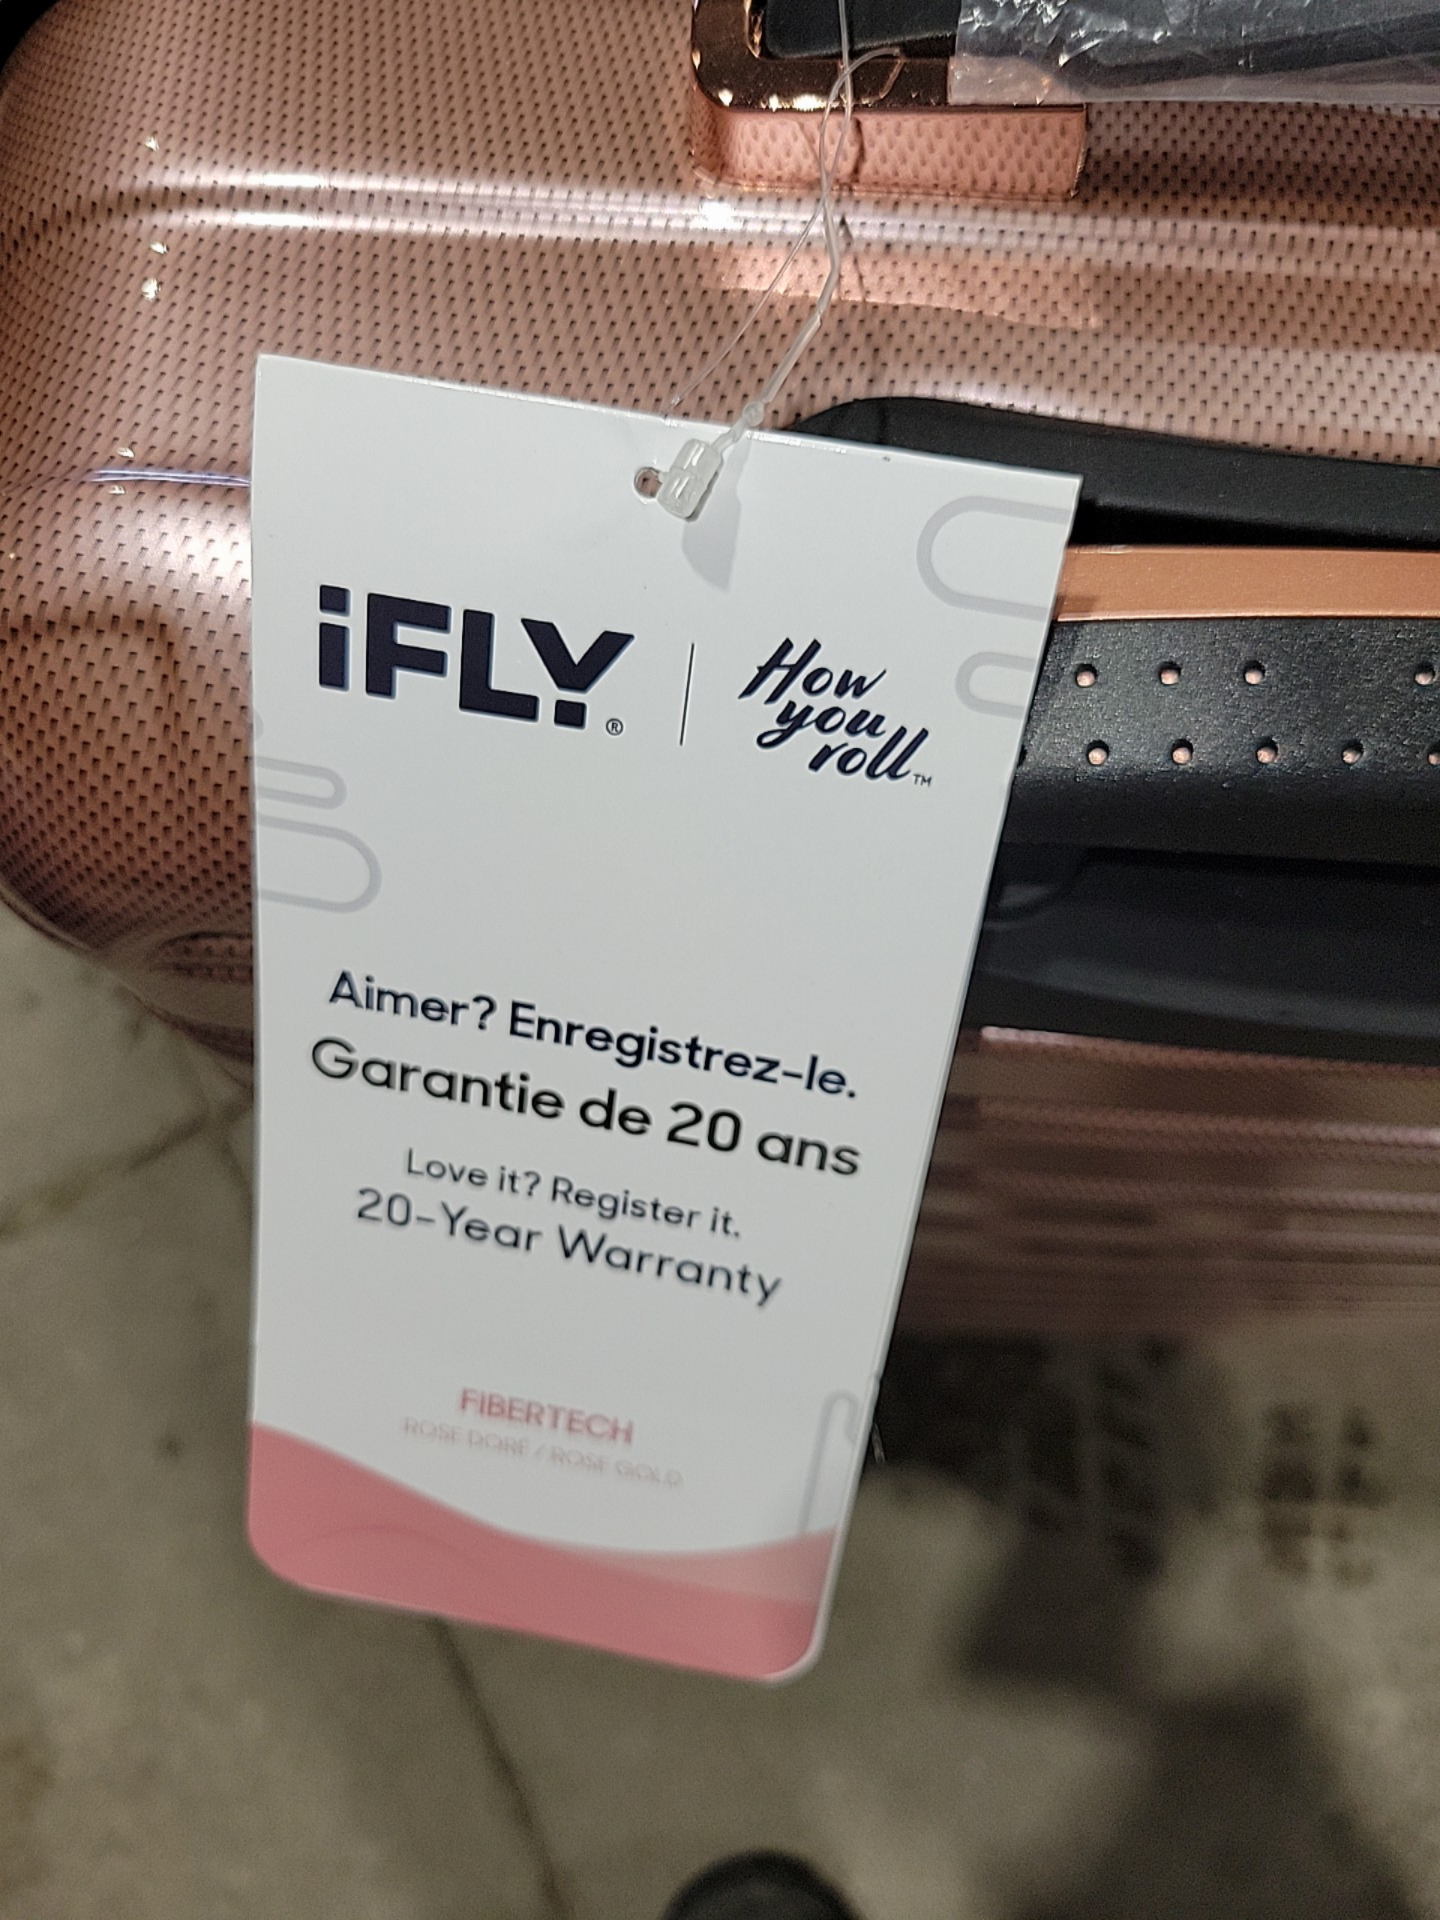 iFLY®
How
you
roll™
Aimer? Enregistrez-le.
Garantie de 20 ans
Love it? Register it.
20-Year Warranty
FIBERTECH
ROSE DORÉ / ROSE GOLD